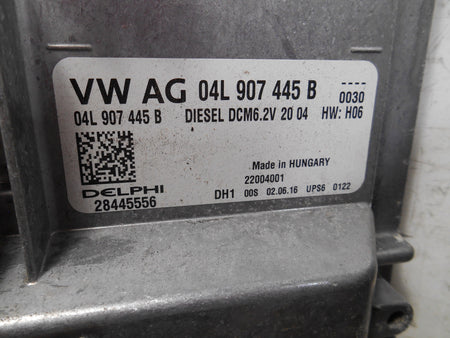 VW AG 04L 907 445 B
----
0030
04L 907 445 B DIESEL DCM6.2V 20 04 HW: H06
Made in HUNGARY
22004001
DELPHI
28445556
DH1 00S 02.06.16 UPS6 0122